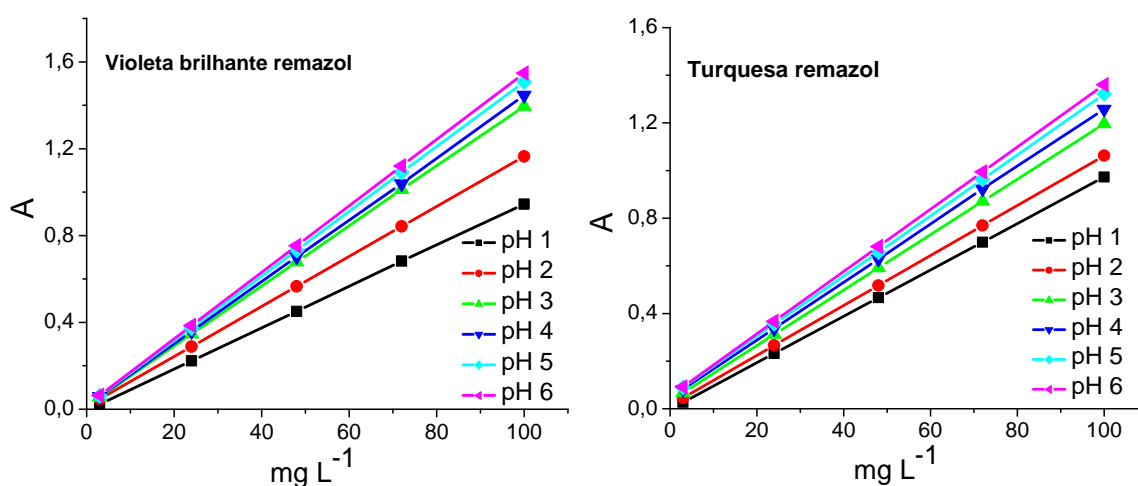 Violeta brilhante remazol
A
1,6
1,2
0,8
0,4
0,0
0
20
40
60
80
100
mg L⁻¹
pH 1
pH 2
pH 3
pH 4
pH 5
pH 6
Turquesa remazol
A
1,6
1,2
0,8
0,4
0,0
0
20
40
60
80
100
mg L⁻¹
pH 1
pH 2
pH 3
pH 4
pH 5
pH 6